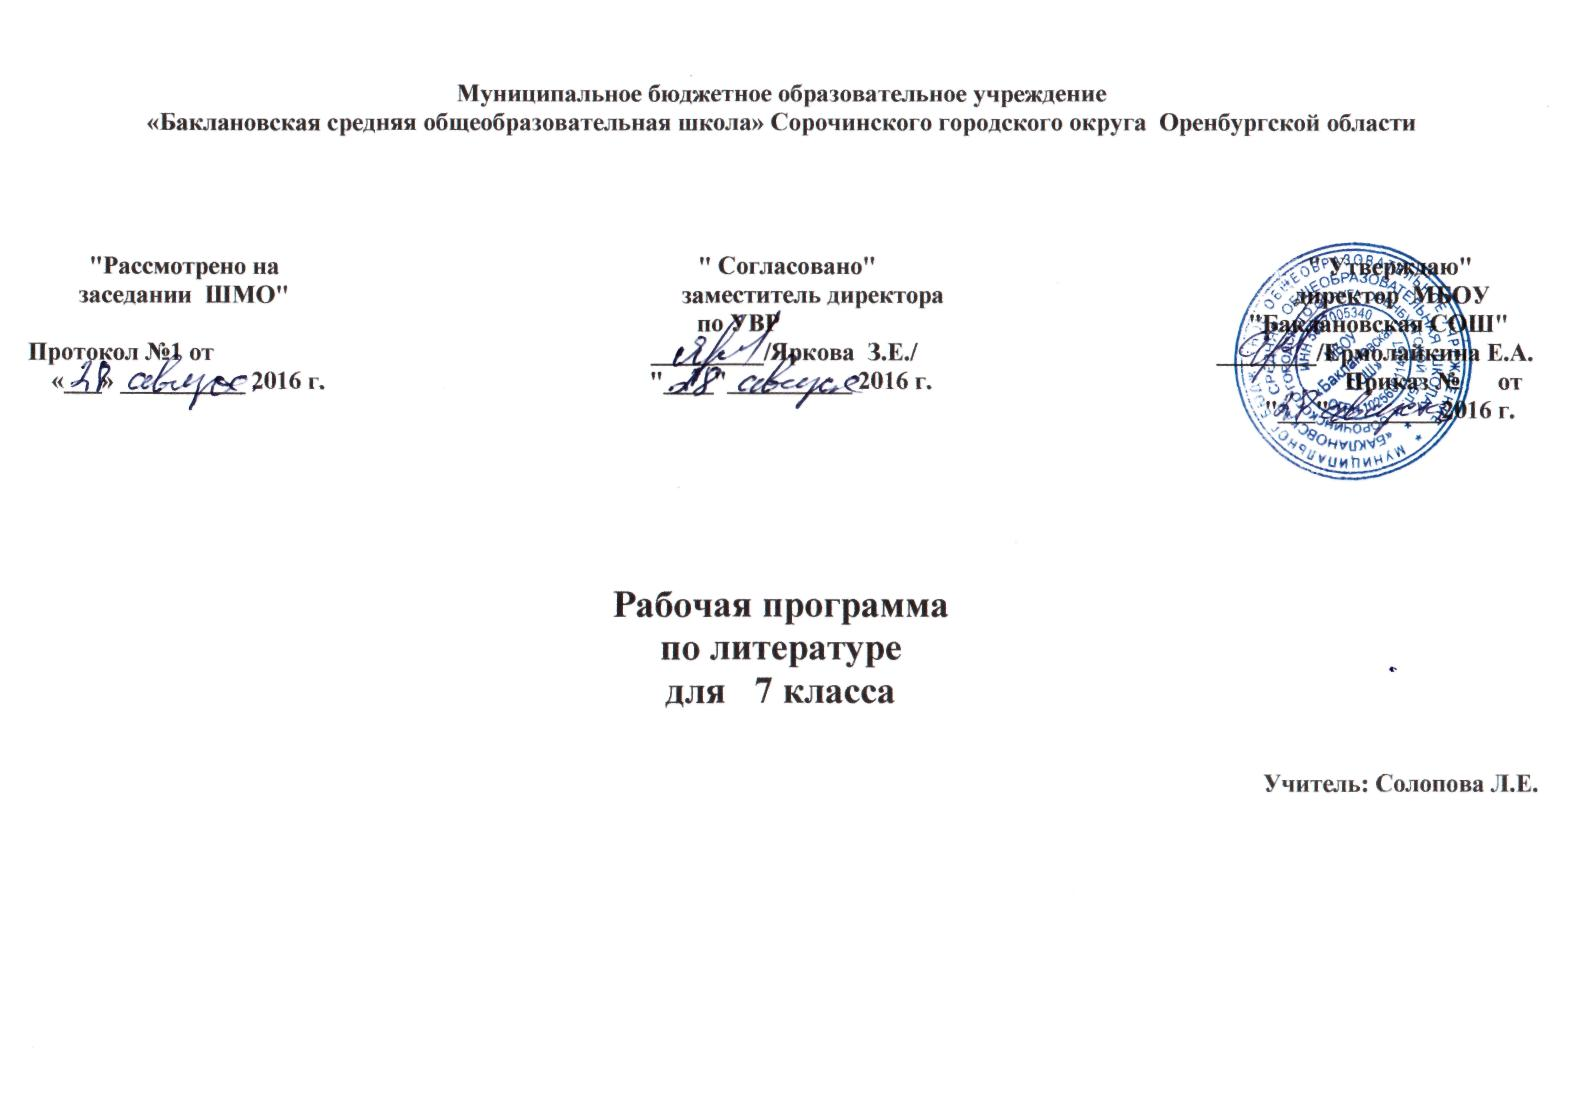 Муниципальное бюджетное образовательное учреждение
«Баклановская средняя общеобразовательная школа» Сорочинского городского округа Оренбургской области
"Рассмотрено на
заседании ШМО"
Протокол №1 от
«28» август 2016 г.
" Согласовано"
заместитель директора
по УВР
/Яркова З.Е./
"28" август 2016 г.
" Утверждаю"
директор МБОУ
"Баклановская СОШ"
/Ермолайкина Е.А.
Приказ № от
" " 2016 г.
Рабочая программа
по литературе
для 7 класса
Учитель: Солопова Л.Е.